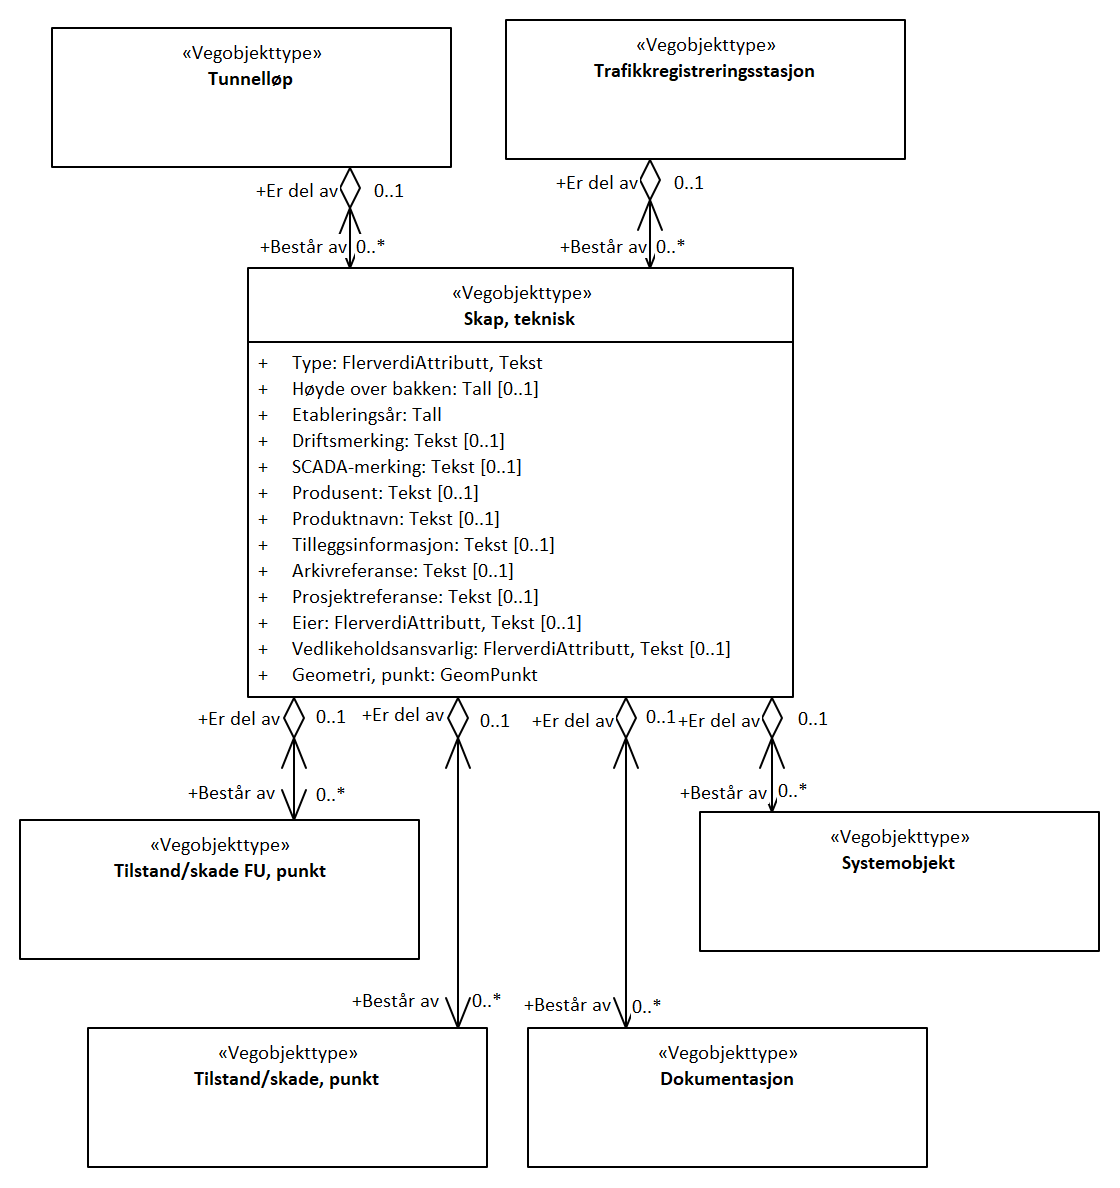 «Vegobjekttype»
Tunnelløp
«Vegobjekttype»
Trafikkregistreringsstasjon
+Er del av
0..1
+Er del av
0..1
+Består av
0..*
+Består av
0..*
«Vegobjekttype»
Skap, teknisk
+ Type: FlerverdiAttributt, Tekst
+ Høyde over bakken: Tall [0..1]
+ Etableringsår: Tall
+ Driftsmerking: Tekst [0..1]
+ SCADA-merking: Tekst [0..1]
+ Produsent: Tekst [0..1]
+ Produktnavn: Tekst [0..1]
+ Tilleggsinformasjon: Tekst [0..1]
+ Arkivreferanse: Tekst [0..1]
+ Prosjektreferanse: Tekst [0..1]
+ Eier: FlerverdiAttributt, Tekst [0..1]
+ Vedlikeholdsansvarlig: FlerverdiAttributt, Tekst [0..1]
+ Geometri, punkt: GeomPunkt
+Er del av
0..1
+Er del av
0..1
+Er del av
0..1
+Er del av
0..1
+Består av
0..*
+Består av
0..*
«Vegobjekttype»
Tilstand/skade FU, punkt
«Vegobjekttype»
Systemobjekt
+Består av
0..*
+Består av
0..*
«Vegobjekttype»
Tilstand/skade, punkt
«Vegobjekttype»
Dokumentasjon